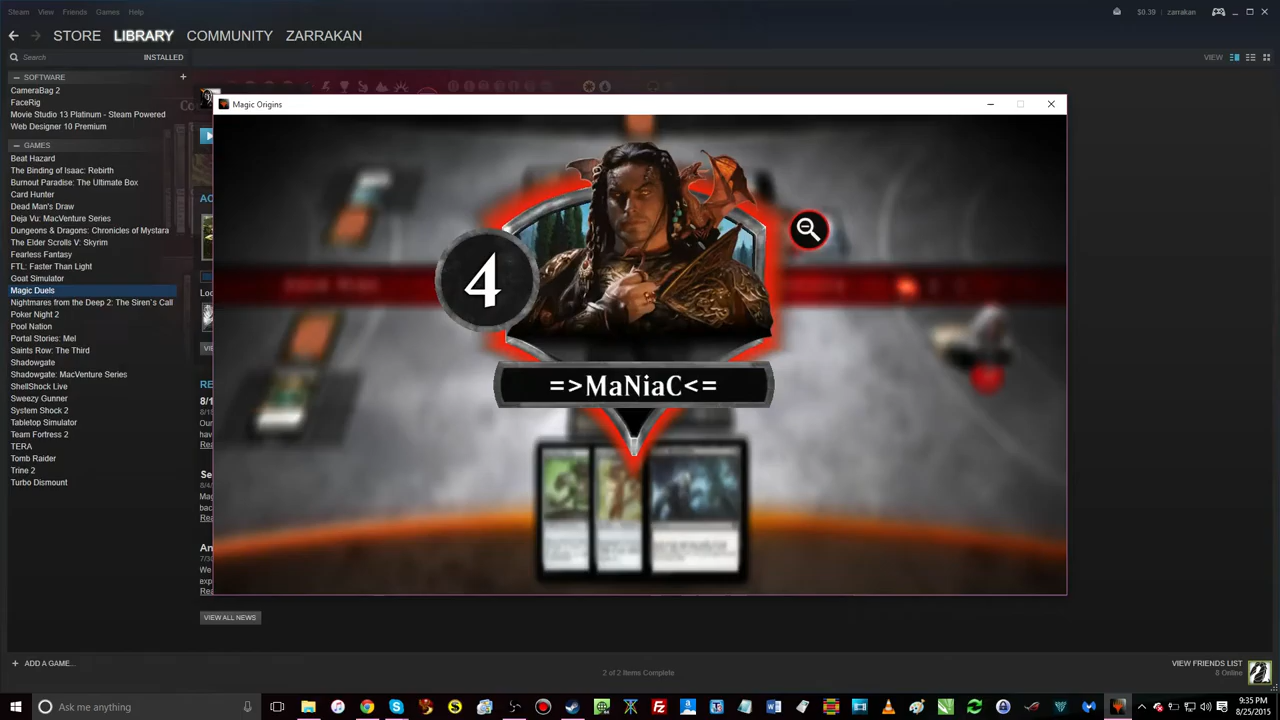 Steam View Friends Games Help
$0.39 zarrakan
STORE LIBRARY COMMUNITY ZARRAKAN
Search INSTALLED
VIEW
SOFTWARE
CameraBag 2
FaceRig
Movie Studio 13 Platinum - Steam Powered
Web Designer 10 Premium
GAMES
Beat Hazard
The Binding of Isaac: Rebirth
Burnout Paradise: The Ultimate Box
Card Hunter
Dead Man's Draw
Deja Vu: MacVenture Series
Dungeons & Dragons: Chronicles of Mystara
The Elder Scrolls V: Skyrim
Fearless Fantasy
FTL: Faster Than Light
Goat Simulator
Magic Duels
Nightmares from the Deep 2: The Siren's Call
Poker Night 2
Pool Nation
Portal Stories: Mel
Saints Row: The Third
Shadowgate
Shadowgate: MacVenture Series
ShellShock Live
Sweezy Gunner
System Shock 2
Tabletop Simulator
Team Fortress 2
TERA
Tomb Raider
Trine 2
Turbo Dismount
Magic Origins
4
=>MaNiaC<=
VIEW ALL NEWS
ADD A GAME...
2 of 2 Items Complete
VIEW FRIENDS LIST
8 Online
Ask me anything
9:35 PM
8/25/2015